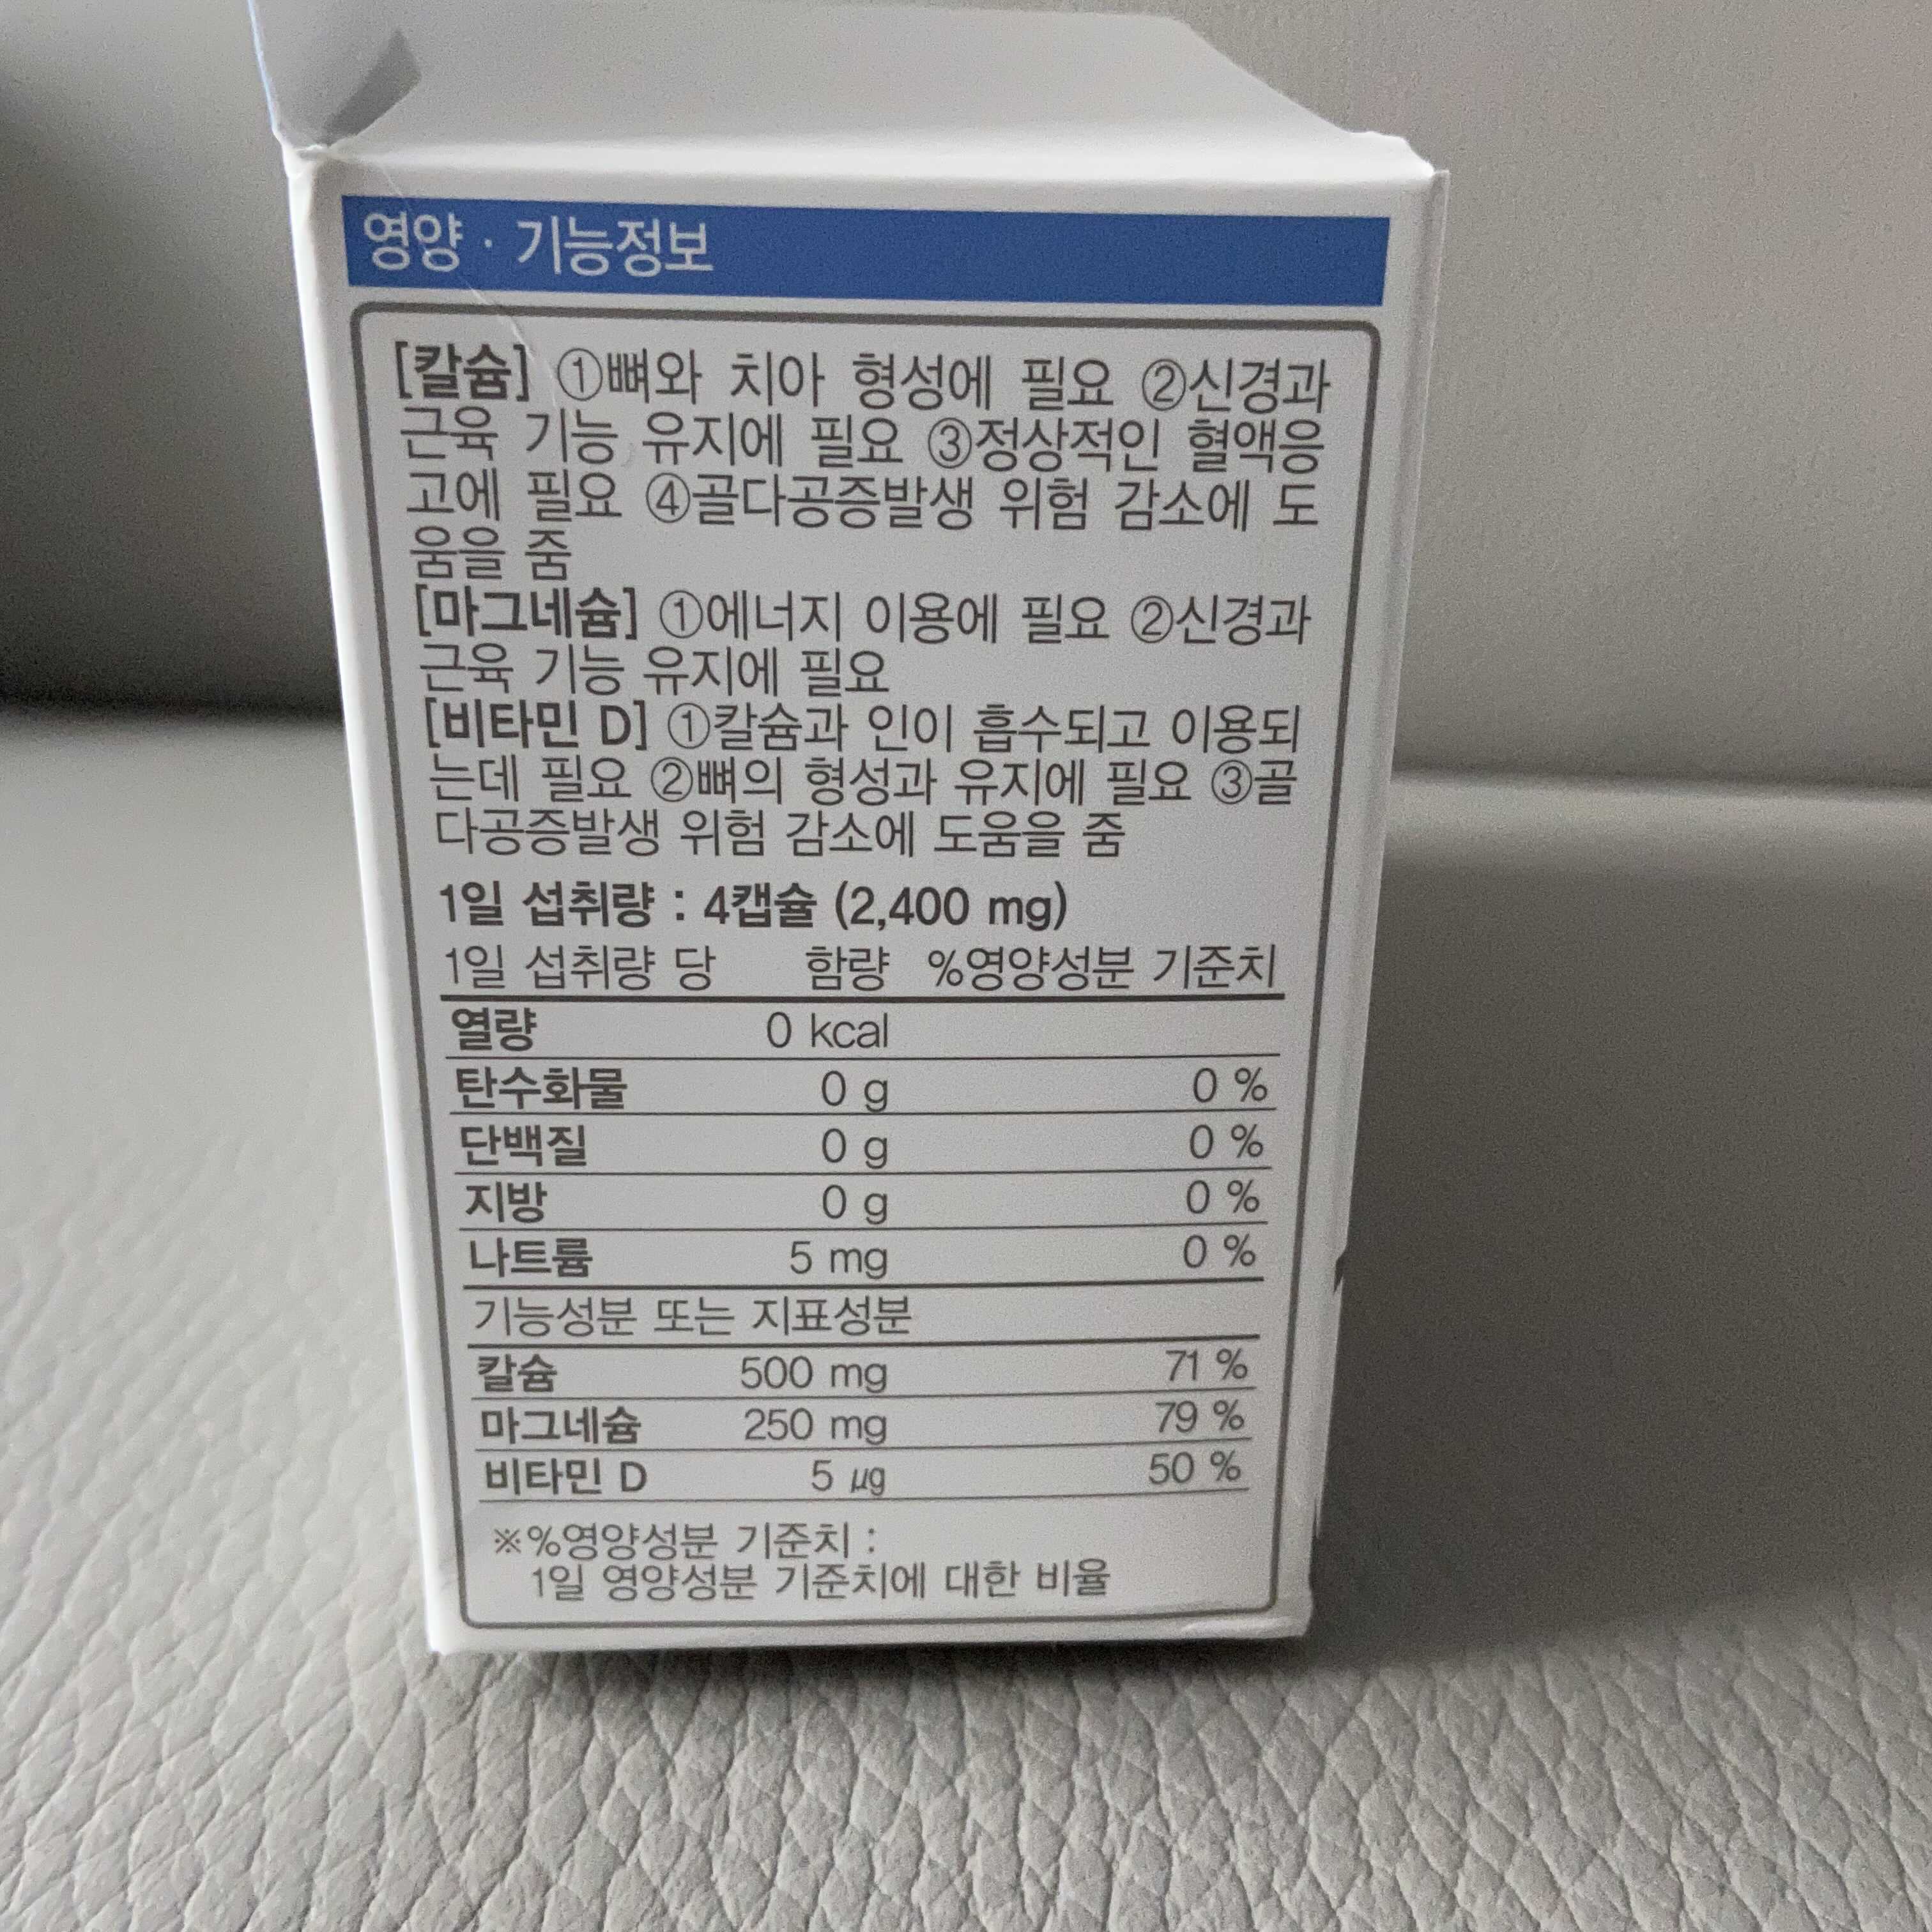 영양 · 기능정보
[칼슘] ①뼈와 치아 형성에 필요 ②신경과
근육 기능 유지에 필요 ③정상적인 혈액응
고에 필요 ④골다공증발생 위험 감소에 도
움을 줌
[마그네슘] ①에너지 이용에 필요 ②신경과
근육 기능 유지에 필요
[비타민 D] ①칼슘과 인이 흡수되고 이용되
는데 필요 ②뼈의 형성과 유지에 필요 ③골
다공증발생 위험 감소에 도움을 줌
1일 섭취량 : 4캡슐 (2,400 mg)
1일 섭취량 당 함량 %영양성분 기준치
열량 0 kcal
탄수화물 0 g 0 %
단백질 0 g 0 %
지방 0 g 0 %
나트륨 5 mg 0 %
기능성분 또는 지표성분
칼슘 500 mg 71 %
마그네슘 250 mg 79 %
비타민 D 5 μg 50 %
※%영양성분 기준치 :
1일 영양성분 기준치에 대한 비율